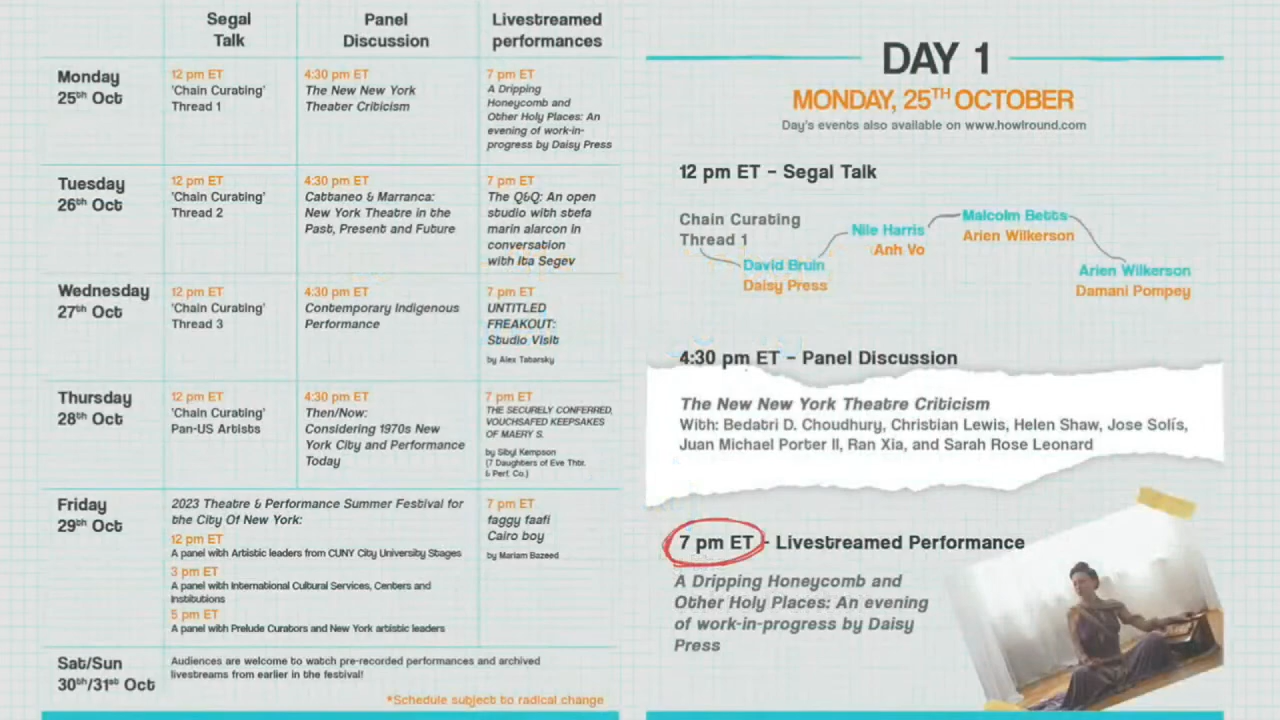 Segal
Talk
Panel
Discussion
Livestreamed
performances
Monday
25th Oct
12 pm ET
'Chain Curating'
Thread 1
4:30 pm ET
The New New York
Theater Criticism
7 pm ET
A Dripping
Honeycomb and
Other Holy Places: An
evening of work-in-
progress by Daisy Press
Tuesday
26th Oct
12 pm ET
'Chain Curating'
Thread 2
4:30 pm ET
Cattaneo & Marranca:
New York Theatre in the
Past, Present and Future
7 pm ET
The Q&Q: An open
studio with stefa
marin alarcon in
conversation
with Ita Segev
Wednesday
27th Oct
12 pm ET
'Chain Curating'
Thread 3
4:30 pm ET
Contemporary Indigenous
Performance
7 pm ET
UNTITLED
FREAKOUT:
Studio Visit
by Alex Tatarsky
Thursday
28th Oct
12 pm ET
'Chain Curating'
Pan-US Artists
4:30 pm ET
Then/Now:
Considering 1970s New
York City and Performance
Today
7 pm ET
THE SECURELY CONFERRED,
VOUCHSAFED KEEPSAKES
OF MAERY S.
by Sibyl Kempson
(7 Daughters of Eve Thtr.
& Perf. Co.)
Friday
29th Oct
2023 Theatre & Performance Summer Festival for
the City Of New York:
12 pm ET
A panel with Artistic leaders from CUNY City University Stages
3 pm ET
A panel with International Cultural Services, Centers and
Institutions
5 pm ET
A panel with Prelude Curators and New York artistic leaders
7 pm ET
faggy faafi
Cairo boy
by Mariam Bazeed
Sat/Sun
30th/31st Oct
Audiences are welcome to watch pre-recorded performances and archived
livestreams from earlier in the festival!
*Schedule subject to radical change
DAY 1
MONDAY, 25TH OCTOBER
Day's events also available on www.howlround.com
12 pm ET – Segal Talk
Chain Curating
Thread 1
David Bruin
Daisy Press
Nile Harris
Anh Vo
Malcolm Betts
Arien Wilkerson
Arien Wilkerson
Damani Pompey
4:30 pm ET – Panel Discussion
The New New York Theatre Criticism
With: Bedatri D. Choudhury, Christian Lewis, Helen Shaw, Jose Solís,
Juan Michael Porter II, Ran Xia, and Sarah Rose Leonard
7 pm ET - Livestreamed Performance
A Dripping Honeycomb and
Other Holy Places: An evening
of work-in-progress by Daisy
Press